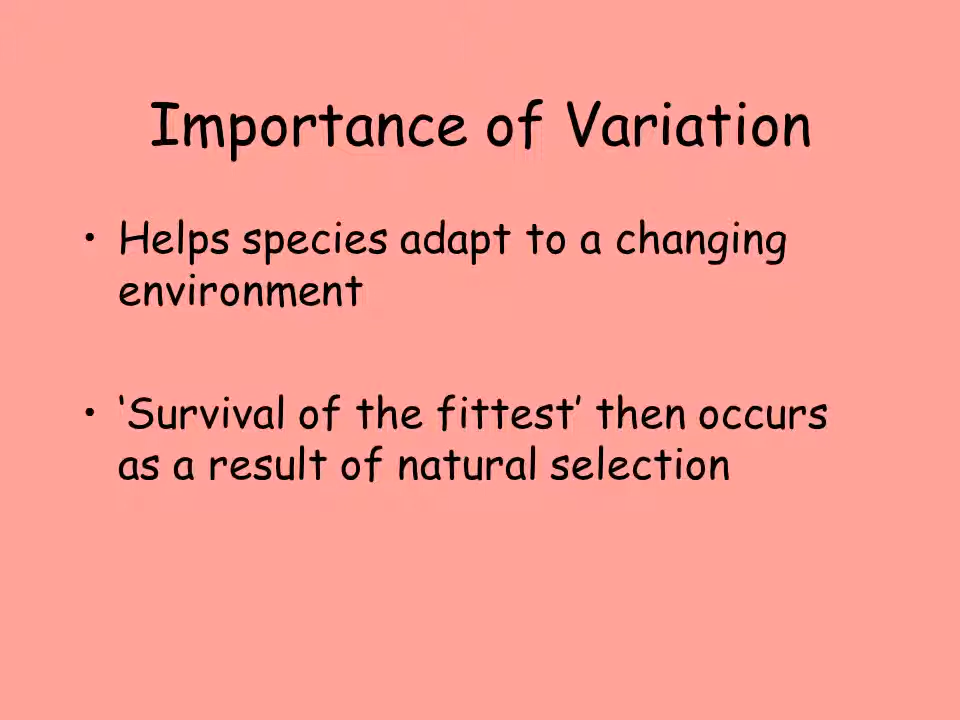 Importance of Variation
• Helps species adapt to a changing
environment
• ‘Survival of the fittest’ then occurs
as a result of natural selection